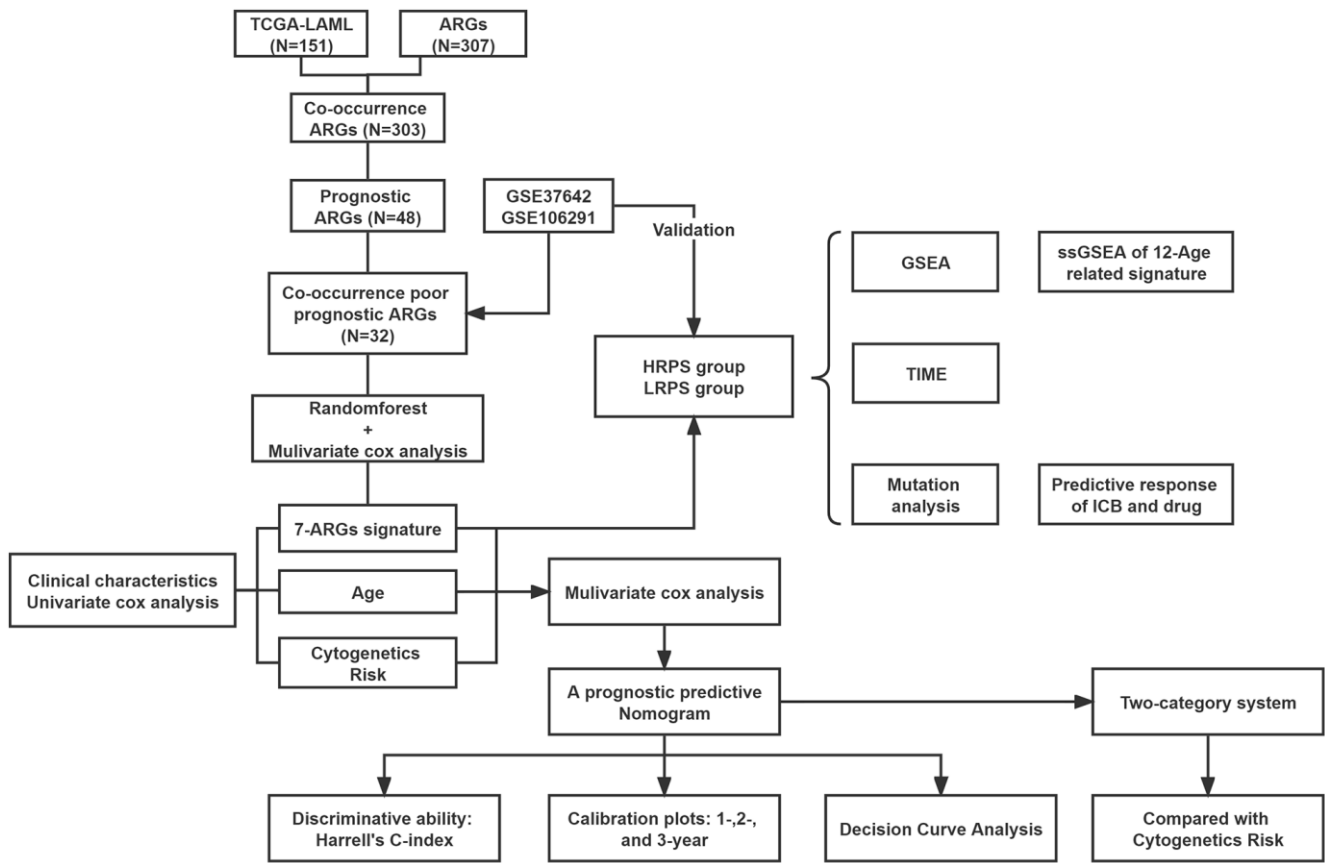 TCGA-LAML
(N=151)
ARGs
(N=307)
Co-occurrence
ARGs (N=303)
Prognostic
ARGs (N=48)
GSE37642
GSE106291
Validation
Co-occurrence poor
prognostic ARGs
(N=32)
HRPS group
LRPS group
GSEA
ssGSEA of 12-Age
related signature
TIME
Mutation
analysis
Predictive response
of ICB and drug
Randomforest
+
Mulivariate cox analysis
7-ARGs signature
Clinical characteristics
Univariate cox analysis
Age
Mulivariate cox analysis
Cytogenetics
Risk
A prognostic predictive
Nomogram
Two-category system
Discriminative ability:
Harrell's C-index
Calibration plots: 1-,2-,
and 3-year
Decision Curve Analysis
Compared with
Cytogenetics Risk